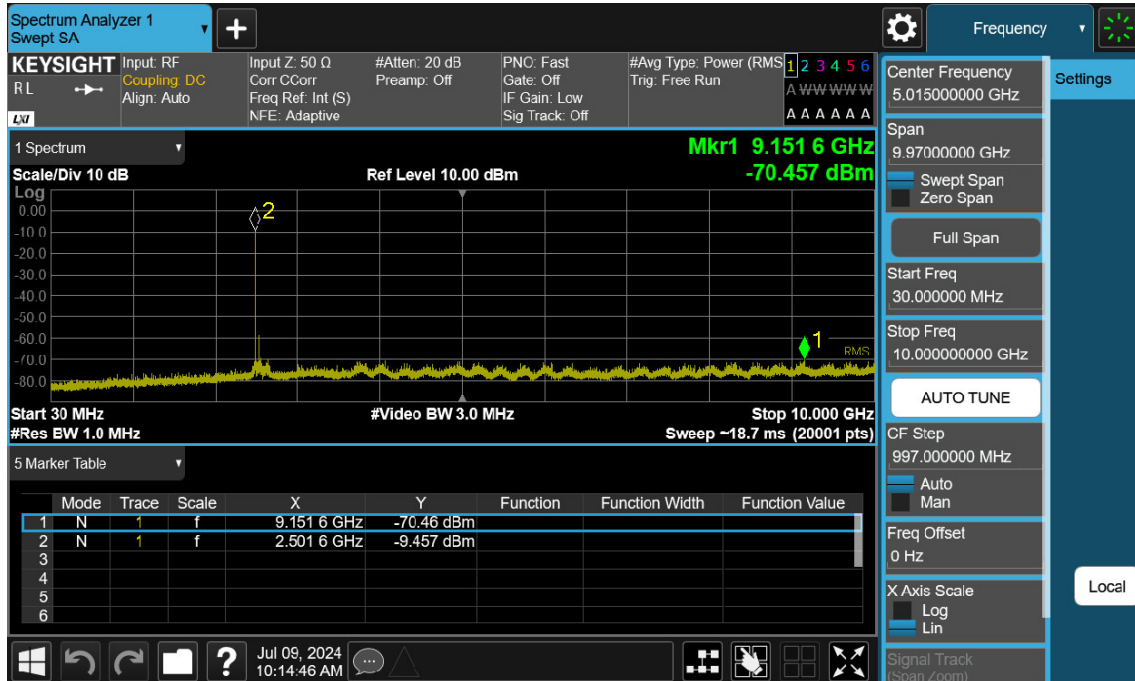 Spectrum Analyzer 1
Swept SA
+
Frequency
KEYSIGHT
RL
LXI
Input: RF
Coupling: DC
Align: Auto
Input Z: 50 Ω
Corr CCorr
Freq Ref: Int (S)
NFE: Adaptive
#Atten: 20 dB
Preamp: Off
PNO: Fast
Gate: Off
IF Gain: Low
Sig Track: Off
#Avg Type: Power (RMS
Trig: Free Run
1 2 3 4 5 6
A W W W W W
A A A A A A
Center Frequency
5.015000000 GHz
Settings
1 Spectrum
Mkr1 9.151 6 GHz
-70.457 dBm
Scale/Div 10 dB
Ref Level 10.00 dBm
Log
0.00
-10.0
-20.0
-30.0
-40.0
-50.0
-60.0
-70.0
-80.0
2
1
RMS
Start 30 MHz
#Video BW 3.0 MHz
Stop 10.000 GHz
#Res BW 1.0 MHz
Sweep ~18.7 ms (20001 pts)
Span
9.97000000 GHz
Swept Span
Zero Span
Full Span
Start Freq
30.000000 MHz
Stop Freq
10.000000000 GHz
AUTO TUNE
CF Step
997.000000 MHz
Auto
Man
Freq Offset
0 Hz
X Axis Scale
Log
Lin
Signal Track
(Span Zoom)
Local
5 Marker Table
Mode Trace Scale X Y Function Function Width Function Value
1 N 1 f 9.151 6 GHz -70.46 dBm
2 N 1 f 2.501 6 GHz -9.457 dBm
3
4
5
6
?
Jul 09, 2024
10:14:46 AM